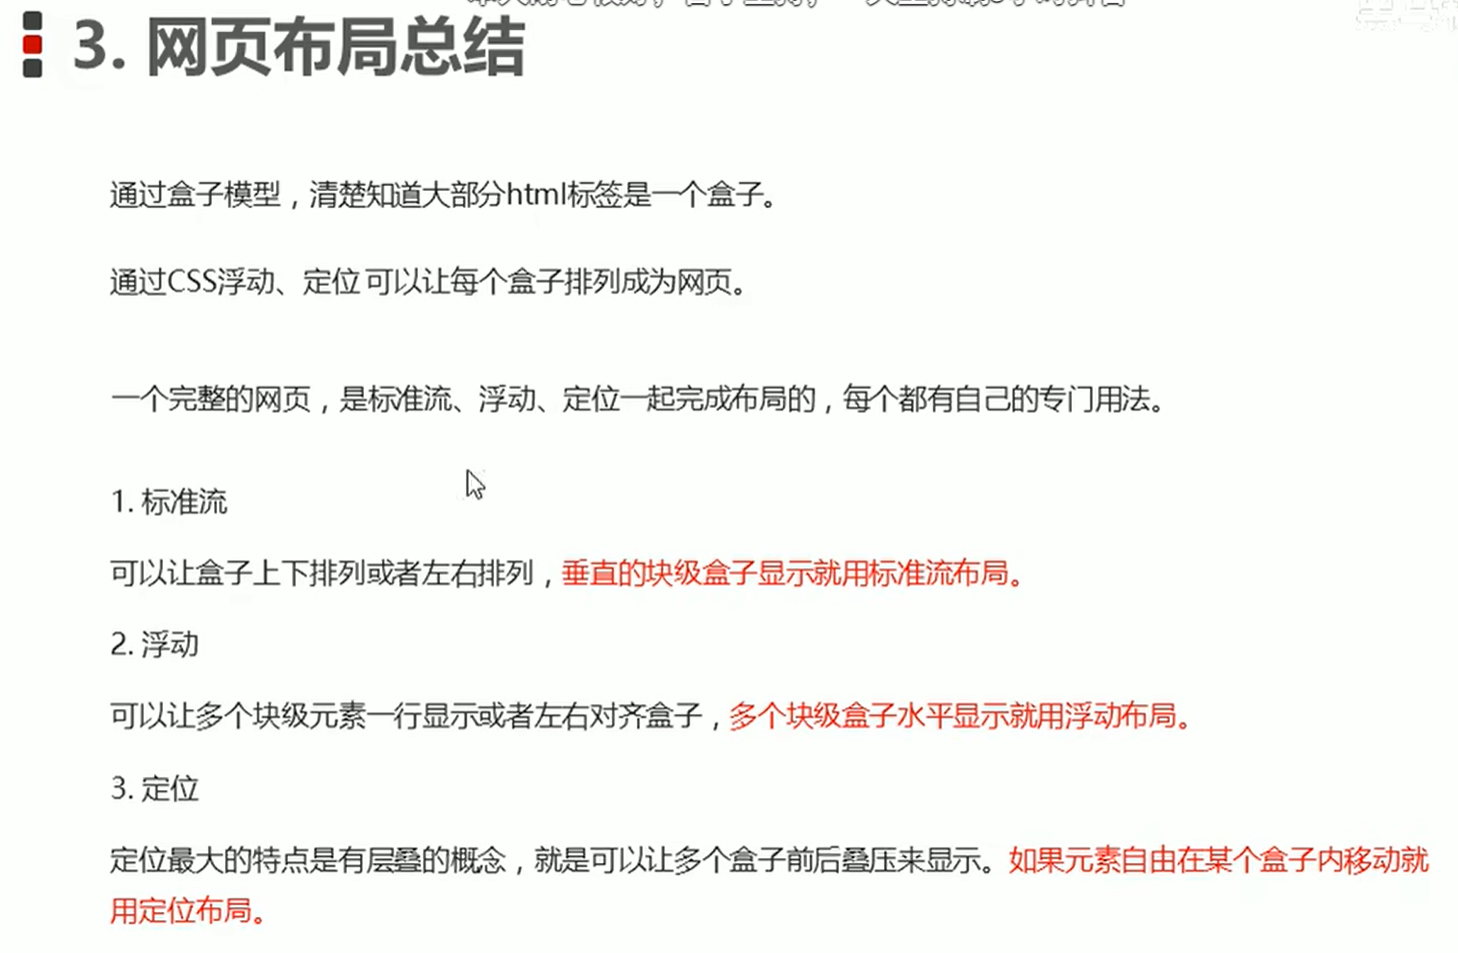 3. 网页布局总结
通过盒子模型，清楚知道大部分html标签是一个盒子。
通过CSS浮动、定位 可以让每个盒子排列成为网页。
一个完整的网页，是标准流、浮动、定位一起完成布局的，每个都有自己的专门用法。
1. 标准流
可以让盒子上下排列或者左右排列，垂直的块级盒子显示就用标准流布局。
2. 浮动
可以让多个块级元素一行显示或者左右对齐盒子，多个块级盒子水平显示就用浮动布局。
3. 定位
定位最大的特点是有层叠的概念，就是可以让多个盒子前后叠压来显示。如果元素自由在某个盒子内移动就
用定位布局。